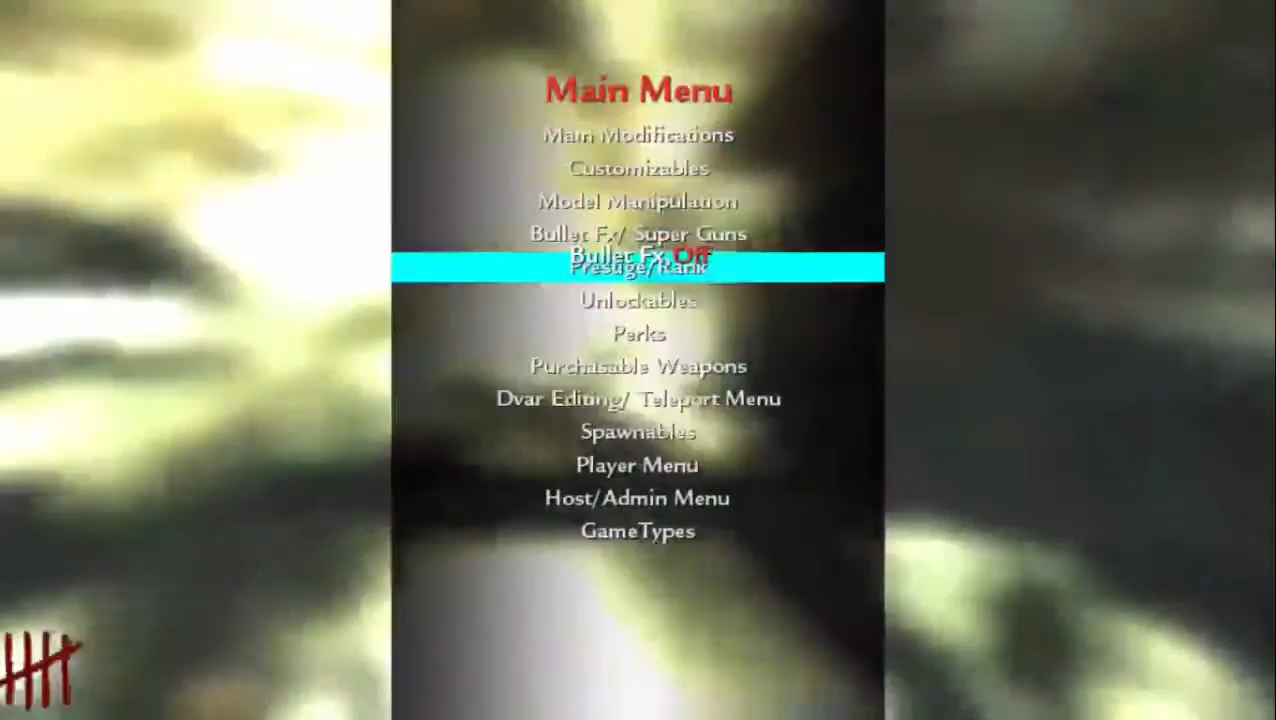 Main Menu
Main Modifications
Customizables
Model Manipulation
Bullet Fx/ Super Guns
Bullet Fx Off
Prestige/Rank
Unlockables
Perks
Purchasable Weapons
Dvar Editing/ Teleport Menu
Spawnables
Player Menu
Host/Admin Menu
GameTypes